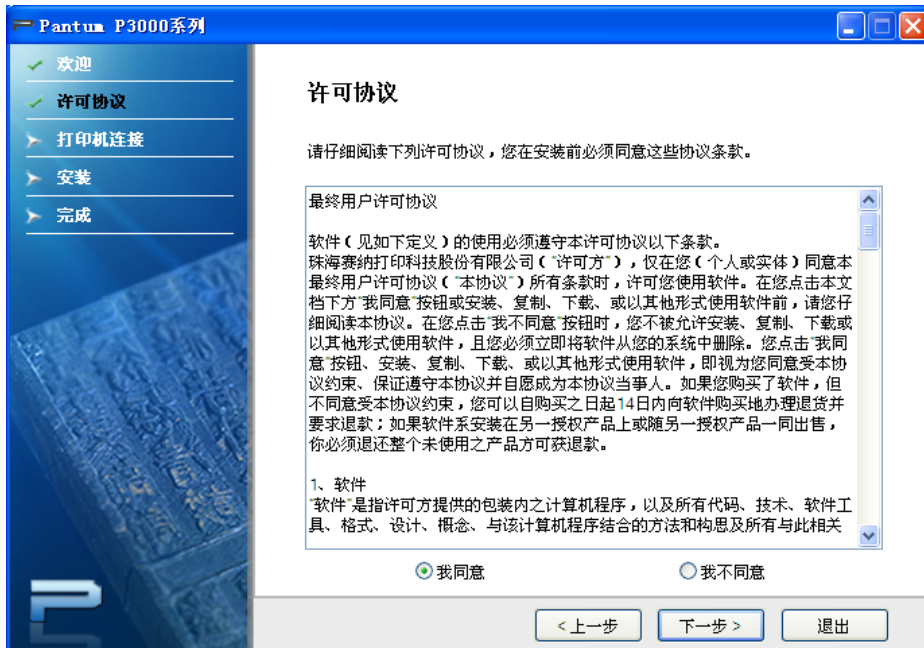 Pantum P3000系列
欢迎
许可协议
打印机连接
安装
完成
许可协议
请仔细阅读下列许可协议，您在安装前必须同意这些协议条款。
最终用户许可协议
软件（见如下定义）的使用必须遵守本许可协议以下条款。
珠海赛纳打印科技股份有限公司（"许可方"），仅在您（个人或实体）同意本
最终用户许可协议（"本协议"）所有条款时，许可您使用软件。在您点击本文
档下方"我同意"按钮或安装、复制、下载、或以其他形式使用软件前，请您仔
细阅读本协议。在您点击"我不同意"按钮时，您不被允许安装、复制、下载或
以其他形式使用软件，且您必须立即将软件从您的系统中删除。您点击"我同
意"按钮、安装、复制、下载、或以其他形式使用软件，即视为您同意受本协
议约束、保证遵守本协议并自愿成为本协议当事人。如果您购买了软件，但
不同意受本协议约束，您可以自购买之日起14日内向软件购买地办理退货并
要求退款；如果软件系安装在另一授权产品上或随另一授权产品一同出售，
你必须退还整个未使用之产品方可获退款。
1、软件
"软件"是指许可方提供的包装内之计算机程序，以及所有代码、技术、软件工
具、格式、设计、概念、与该计算机程序结合的方法和构思及所有与此相关
我同意
我不同意
<上一步
下一步>
退出